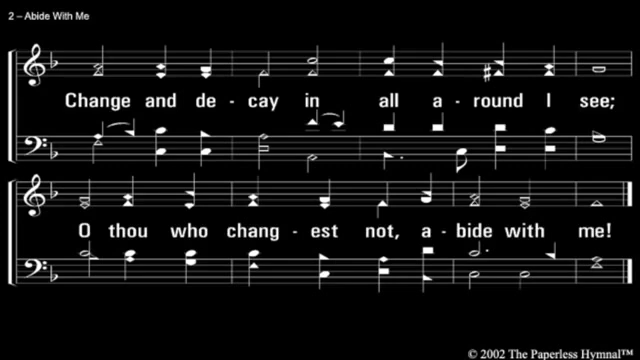 2 – Abide With Me
Change and de - cay in all a - round I see;
O thou who chang - est not, a - bide with me!
© 2002 The Paperless Hymnal™